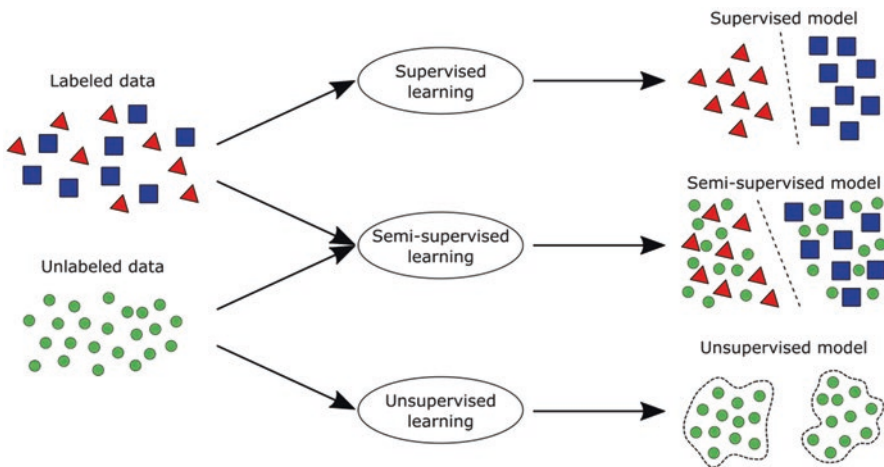 Supervised model
Labeled data
Supervised
learning
Semi-supervised model
Semi-supervised
learning
Unlabeled data
Unsupervised model
Unsupervised
learning